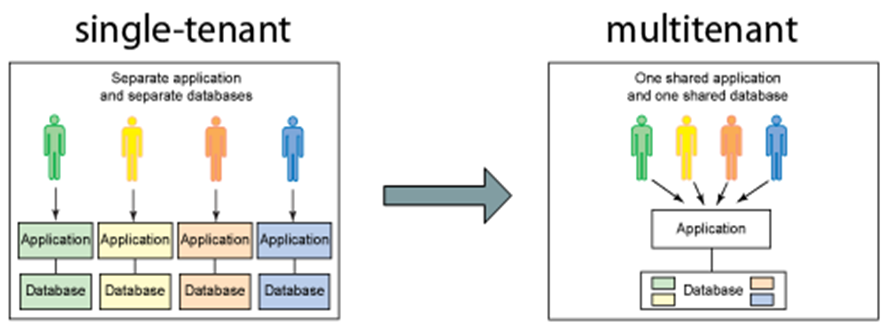 single-tenant
Separate application
and separate databases
Application Application Application Application
Database Database Database Database
multitenant
One shared application
and one shared database
Application
Database